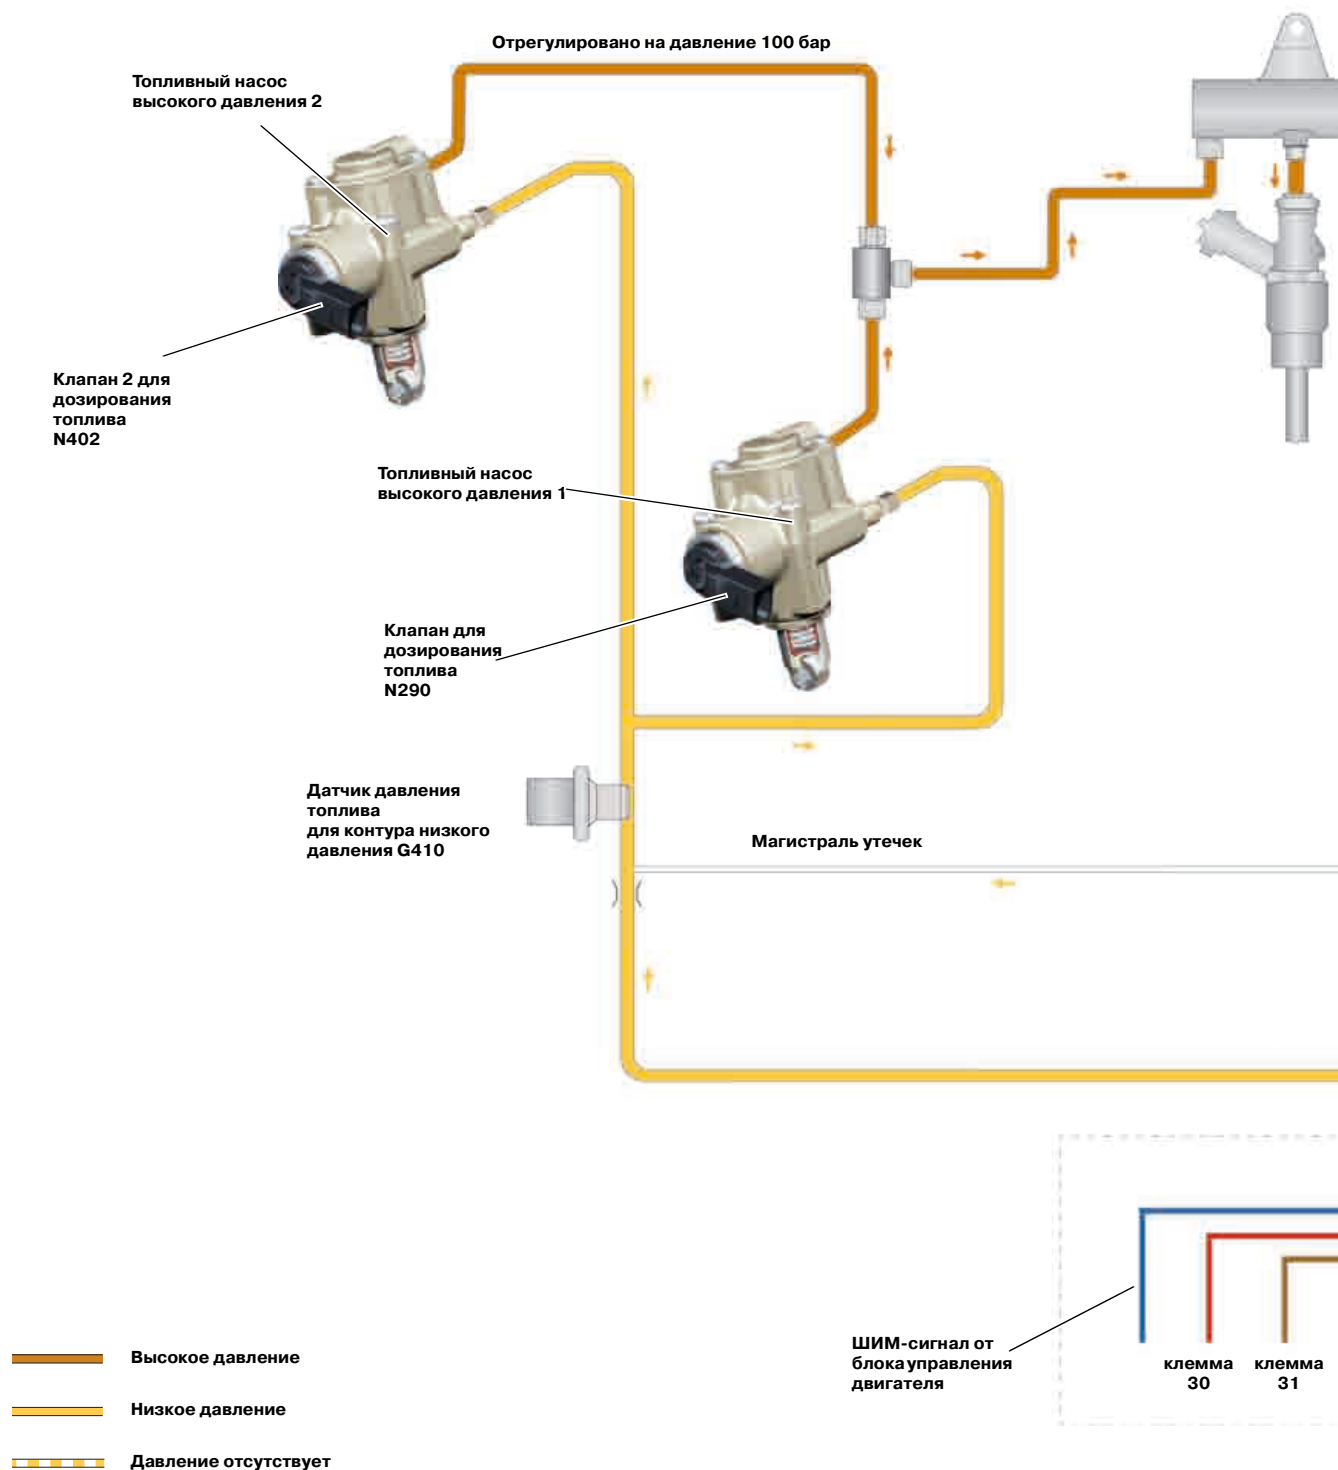 Отрегулировано на давление 100 бар
Топливный насос
высокого давления 2
Клапан 2 для
дозирования
топлива
N402
Топливный насос
высокого давления 1
Клапан для
дозирования
топлива
N290
Датчик давления
топлива
для контура низкого
давления G410
Магистраль утечек
ШИМ-сигнал от
блока управления
двигателя
клемма
30
клемма
31
Высокое давление
Низкое давление
Давление отсутствует